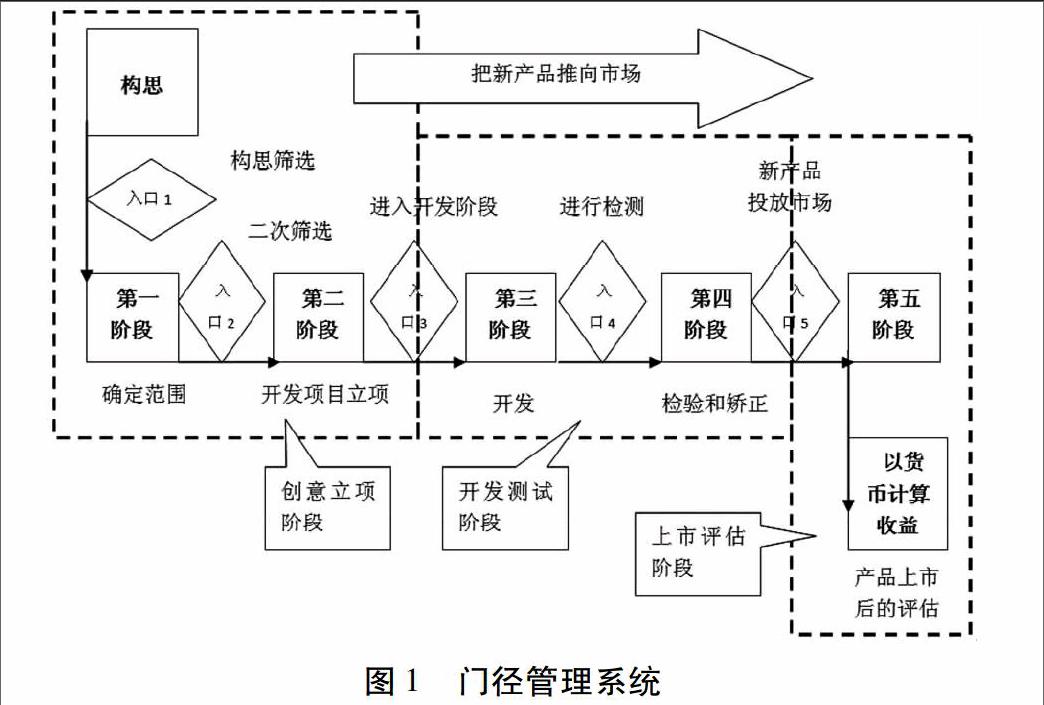 构思
把新产品推向市场
构思筛选
入口 1
二次筛选
进入开发阶段
进行检测
新产品
投放市场
第一
阶段
入
口 2
第二
阶段
入
口 3
第三
阶段
入
口 4
第四
阶段
入
口 5
第五
阶段
确定范围
开发项目立项
开发
检验和矫正
创意立项
阶段
开发测试
阶段
上市评估
阶段
以货
币计算
收益
产品上市
后的评估
图 1 门径管理系统